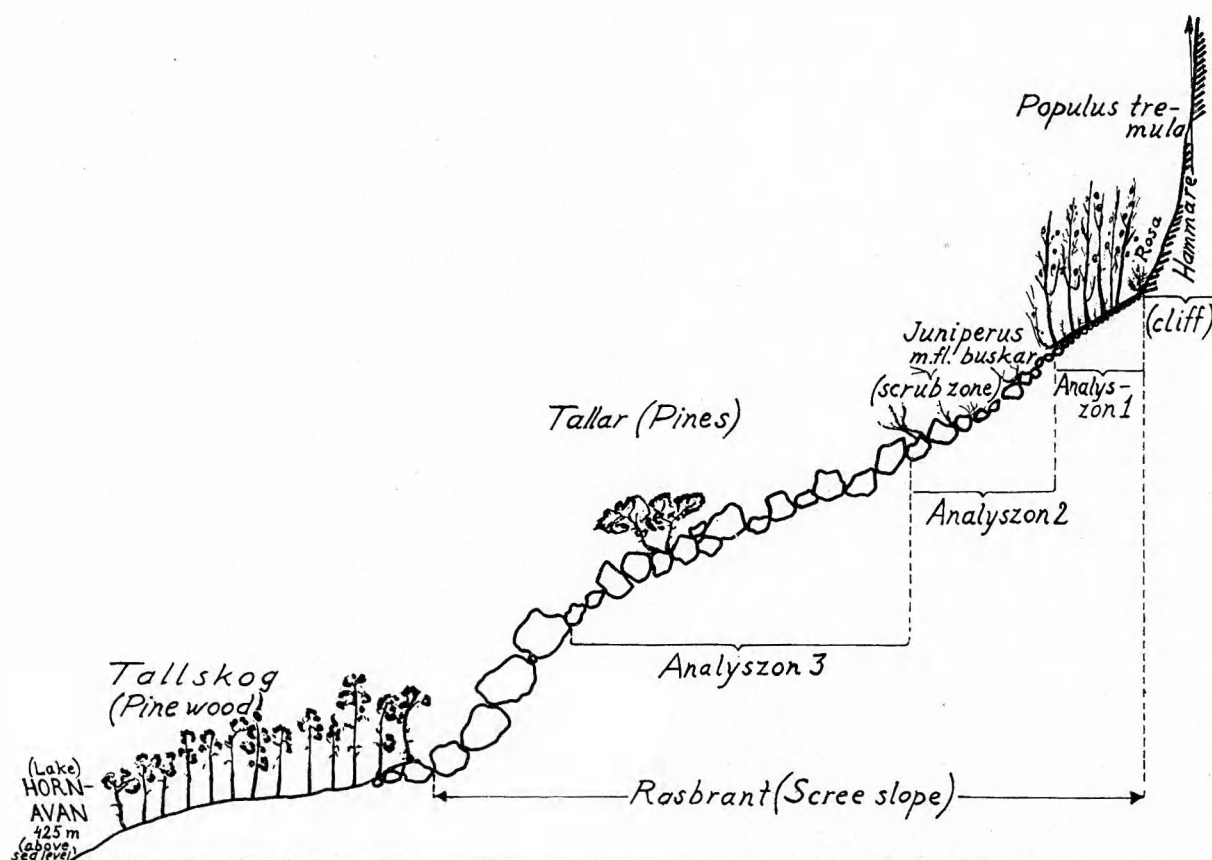 Populus tre-
mula
Rosa
Hammare
(cliff)
Juniperus
m.fl. buskar
(scrub zone)
Analys-
zon 1
Tallar (Pines)
Analyszon 2
Analyszon 3
Tallskog
(Pine wood)
(Lake)
HORN-
AVAN
425 m
(above
sea level)
Rasbrant (Scree slope)